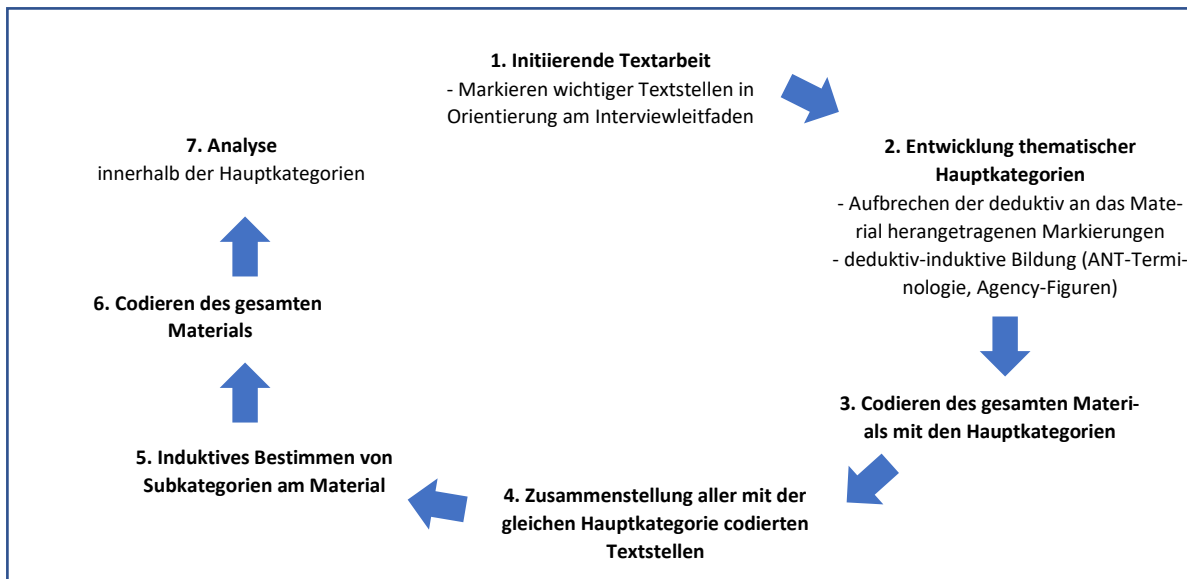 1. Initiierende Textarbeit
- Markieren wichtiger Textstellen in
Orientierung am Interviewleitfaden
2. Entwicklung thematischer
Hauptkategorien
- Aufbrechen der deduktiv an das Mate-
rial herangetragenen Markierungen
- deduktiv-induktive Bildung (ANT-Termi-
nologie, Agency-Figuren)
3. Codieren des gesamten Materi-
als mit den Hauptkategorien
4. Zusammenstellung aller mit der
gleichen Hauptkategorie codierten
Textstellen
5. Induktives Bestimmen von
Subkategorien am Material
6. Codieren des gesamten
Materials
7. Analyse
innerhalb der Hauptkategorien